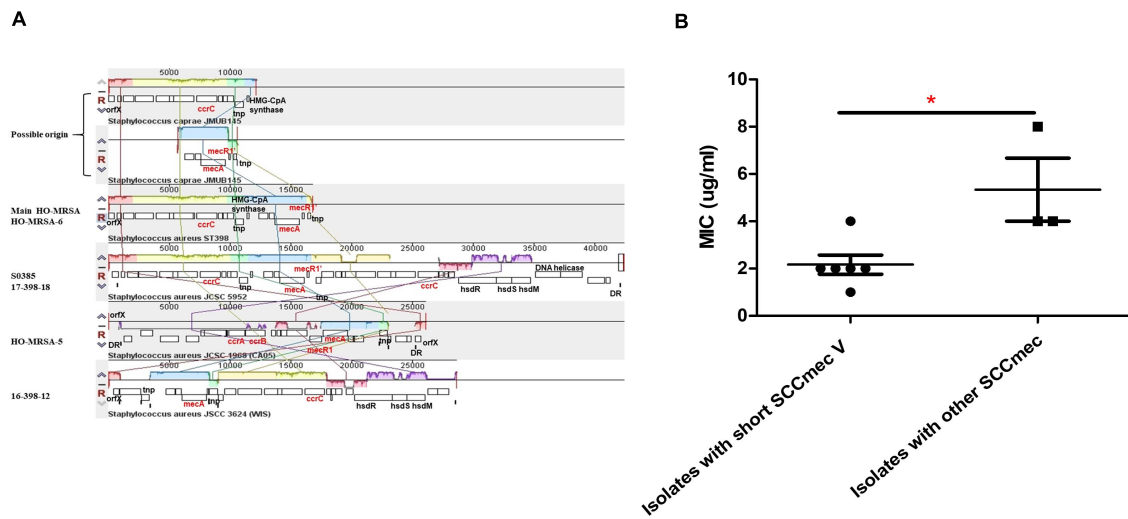 A
5000 10000
R
orfX
ccrC
tnp
HMG-CpA
synthase
Staphylococcus caprae JMUB145
Possible origin
R
mecR1'
mecA
tnp
Staphylococcus caprae JMUB145
5000 10000 15000
Main HO-MRSA
HO-MRSA-6
R
orfX
HMG-CpA
synthase
mecR1'
ccrC
tnp
mecA
tnp
Staphylococcus aureus ST398
5000 10000 15000 20000 25000 30000 35000 40000
S0385
17-398-18
R
mecR1'
DNA helicase
ccrC
tnp
mecA
tnp
ccrC
hsdR
hsdS hsdM
DR
Staphylococcus aureus JCSC 5952
5000 10000 15000 20000 25000
orfX
HO-MRSA-5
R
DR
ccrA ccrB
mecA
mecR1
tnp
orfX
DR
Staphylococcus aureus JCSC 4968 (CA05)
5000 10000 15000 20000 25000
16-398-12
R
orfX
tnp
mecA
tnp
ccrC
hsdR
hsdS hsdM
Staphylococcus aureus JSCC 3624 (WIS)
B
MIC (ug/ml)
10
8
6
4
2
0
*
Isolates with short SCCmec V
Isolates with other SCCmec